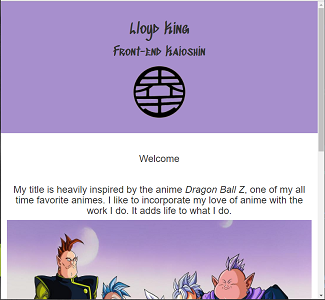 Lloyd King
Front-End Kaioshin
Welcome
My title is heavily inspired by the anime Dragon Ball Z, one of my all
time favorite animes. I like to incorporate my love of anime with the
work I do. It adds life to what I do.